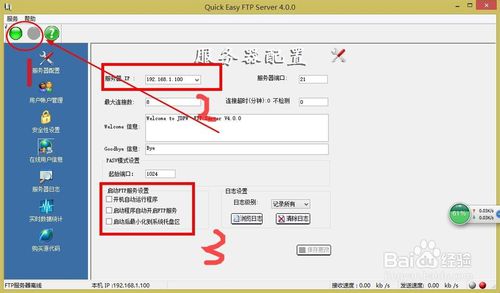 Quick Easy FTP Server 4.0.0
服务 帮助
服务器配置
服务器 IP : 192.168.1.100 服务器端口: 21
最大连接数: 8 连接超时(分钟):0 不检测 0
Welcome 信息: Welcome to JDPW FTP Server V4.0.0
Goodbye 信息: Bye
PASV模式设置
起始端口: 1024
启动FTP服务设置
开机自动运行程序
启动程序自动开启FTP服务
启动后最小化到系统托盘区
日志设置
日志级别: 记录所有
关闭日志 清除日志
保存更改
服务器配置
用户帐户管理
安全性设置
在线用户信息
服务器日志
实时数据统计
购买源代码
1
2
3
61%
0.03K/s
0.03K/s
Baidu 经验
jingyan.baidu.com
FTP服务器离线 本机 IP :192.168.1.100 接收速度: 0.00 K/s 发送速度: 0.00 K/s